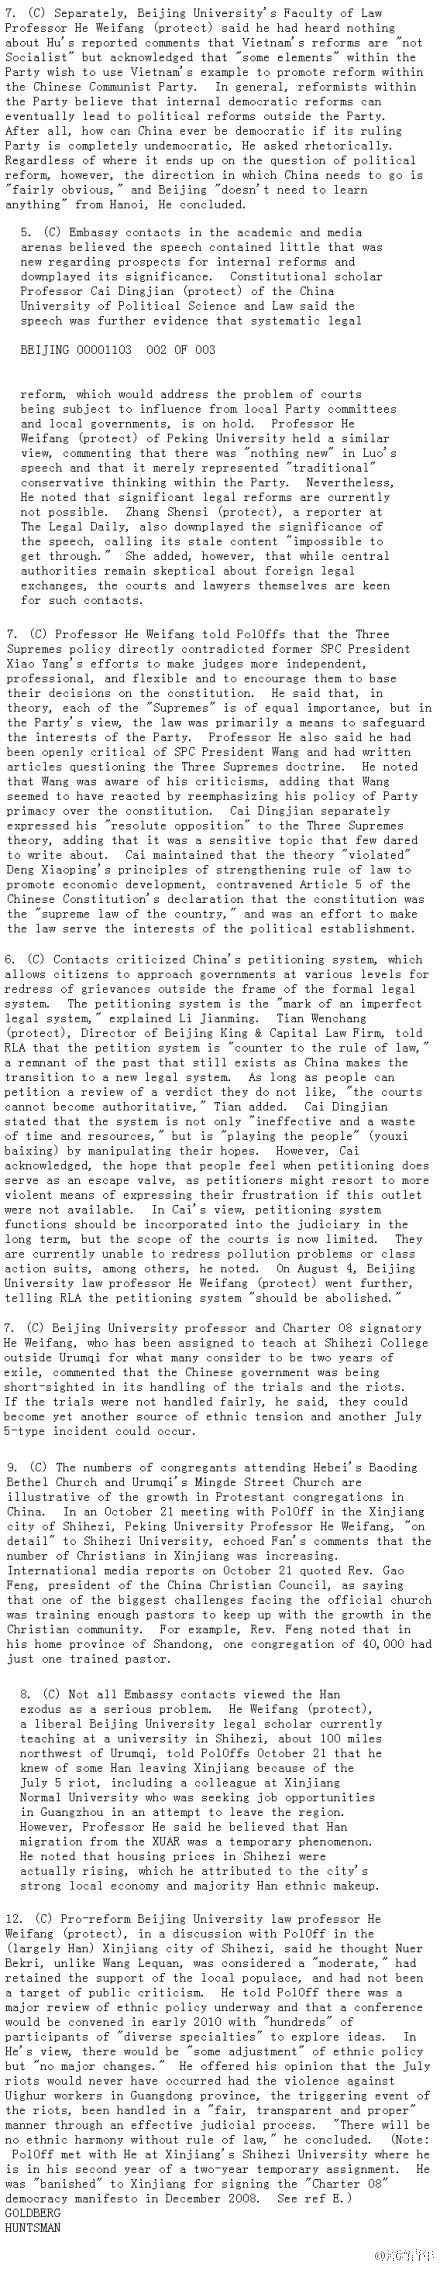 7. (C) Separately, Beijing University's Faculty of Law
Professor He Weifang (protect) said he had heard nothing
about Hu's reported comments that Vietnam's reforms are "not
Socialist" but acknowledged that "some elements" within the
Party wish to use Vietnam's example to promote reform within
the Chinese Communist Party. In general, reformists within
the Party believe that internal democratic reforms can
eventually lead to political reforms outside the Party.
After all, how can China ever be democratic if its ruling
Party is completely undemocratic, He asked rhetorically.
Regardless of where it ends up on the question of political
reform, however, the direction in which China needs to go is
"fairly obvious," and Beijing "doesn't need to learn
anything" from Hanoi, He concluded.
5. (C) Embassy contacts in the academic and media
arenas believed the speech contained little that was
new regarding prospects for internal reforms and
downplayed its significance. Constitutional scholar
Professor Cai Dingjian (protect) of the China
University of Political Science and Law said the
speech was further evidence that systematic legal
BEIJING 00001103 002 OF 003
reform, which would address the problem of courts
being subject to influence from local Party committees
and local governments, is on hold. Professor He
Weifang (protect) of Peking University held a similar
view, commenting that there was "nothing new" in Luo's
speech and that it merely represented "traditional"
conservative thinking within the Party. Nevertheless,
He noted that significant legal reforms are currently
not possible. Zhang Shensi (protect), a reporter at
The Legal Daily, also downplayed the significance of
the speech, calling its stale content "impossible to
get through." She added, however, that while central
authorities remain skeptical about foreign legal
exchanges, the courts and lawyers themselves are keen
for such contacts.
7. (C) Professor He Weifang told PolOffs that the Three
Supremes policy directly contradicted former SPC President
Xiao Yang's efforts to make judges more independent,
professional, and flexible and to encourage them to base
their decisions on the constitution. He said that, in
theory, each of the "Supremes" is of equal importance, but in
the Party's view, the law was primarily a means to safeguard
the interests of the Party. Professor He also said he had
been openly critical of SPC President Wang and had written
articles questioning the Three Supremes doctrine. He noted
that Wang was aware of his criticisms, adding that Wang
seemed to have reacted by reemphasizing his policy of Party
primacy over the constitution. Cai Dingjian separately
expressed his "resolute opposition" to the Three Supremes
theory, adding that it was a sensitive topic that few dared
to write about. Cai maintained that the theory "violated"
Deng Xiaoping's principles of strengthening rule of law to
promote economic development, contravened Article 5 of the
Chinese Constitution's declaration that the constitution was
the "supreme law of the country," and was an effort to make
the law serve the interests of the political establishment.
6. (C) Contacts criticized China's petitioning system, which
allows citizens to approach governments at various levels for
redress of grievances outside the frame of the formal legal
system. The petitioning system is the "mark of an imperfect
legal system," explained Li Jianming. Tian Wenchang
(protect), Director of Beijing King & Capital Law Firm, told
RLA that the petition system is "counter to the rule of law,"
a remnant of the past that still exists as China makes the
transition to a new legal system. As long as people can
petition a review of a verdict they do not like, "the courts
cannot become authoritative," Tian added. Cai Dingjian
stated that the system is not only "ineffective and a waste
of time and resources," but is "playing the people" (youxi
baixing) by manipulating their hopes. However, Cai
acknowledged, the hope that people feel when petitioning does
serve as an escape valve, as petitioners might resort to more
violent means of expressing their frustration if this outlet
were not available. In Cai's view, petitioning system
functions should be incorporated into the judiciary in the
long term, but the scope of the courts is now limited. They
are currently unable to redress pollution problems or class
action suits, among others, he noted. On August 4, Beijing
University law professor He Weifang (protect) went further,
telling RLA the petitioning system "should be abolished."
7. (C) Beijing University professor and Charter 08 signatory
He Weifang, who has been assigned to teach at Shihezi College
outside Urumqi for what many consider to be two years of
exile, commented that the Chinese government was being
short-sighted in its handling of the trials and the riots.
If the trials were not handled fairly, he said, they could
become yet another source of ethnic tension and another July
5-type incident could occur.
9. (C) The numbers of congregants attending Hebei's Baoding
Bethel Church and Urumqi's Mingde Street Church are
illustrative of the growth in Protestant congregations in
China. In an October 21 meeting with PolOff in the Xinjiang
city of Shihezi, Peking University Professor He Weifang, "on
detail" to Shihezi University, echoed Fan's comments that the
number of Christians in Xinjiang was increasing.
International media reports on October 21 quoted Rev. Gao
Feng, president of the China Christian Council, as saying
that one of the biggest challenges facing the official church
was training enough pastors to keep up with the growth in the
Christian community. For example, Rev. Feng noted that in
his home province of Shandong, one congregation of 40,000 had
just one trained pastor.
8. (C) Not all Embassy contacts viewed the Han
exodus as a serious problem. He Weifang (protect),
a liberal Beijing University legal scholar currently
teaching at a university in Shihezi, about 100 miles
northwest of Urumqi, told PolOffs October 21 that he
knew of some Han leaving Xinjiang because of the
July 5 riot, including a colleague at Xinjiang
Normal University who was seeking job opportunities
in Guangzhou in an attempt to leave the region.
However, Professor He said he believed that Han
migration from the XUAR was a temporary phenomenon.
He noted that housing prices in Shihezi were
actually rising, which he attributed to the city's
strong local economy and majority Han ethnic makeup.
12. (C) Pro-reform Beijing University law professor He
Weifang (protect), in a discussion with PolOff in the
(largely Han) Xinjiang city of Shihezi, said he thought Nuer
Bekri, unlike Wang Lequan, was considered a "moderate," had
retained the support of the local populace, and had not been
a target of public criticism. He told PolOff there was a
major review of ethnic policy underway and that a conference
would be convened in early 2010 with "hundreds" of
participants of "diverse specialties" to explore ideas. In
He's view, there would be "some adjustment" of ethnic policy
but "no major changes." He offered his opinion that the July
riots would never have occurred had the violence against
Uighur workers in Guangdong province, the triggering event of
the riots, been handled in a "fair, transparent and proper"
manner through an effective judicial process. "There will be
no ethnic harmony without rule of law," he concluded. (Note:
PolOff met with He at Xinjiang's Shihezi University where he
is in his second year of a two-year temporary assignment. He
was "banished" to Xinjiang for signing the "Charter 08"
democracy manifesto in December 2008. See ref E.)
GOLDBERG
HUNTSMAN